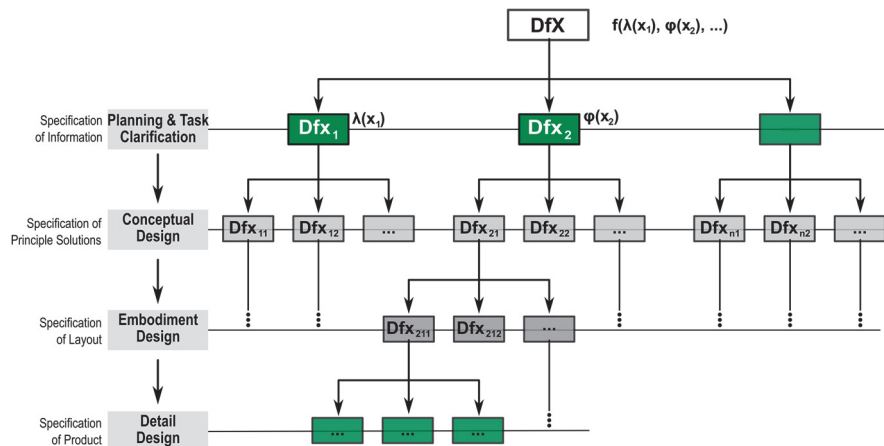 DfX f(λ(x₁), φ(x₂), ...)
Specification of Information
Planning & Task Clarification
Dfx₁ λ(x₁) Dfx₂ φ(x₂)
Specification of Principle Solutions
Conceptual Design
Dfx₁₁ Dfx₁₂ ... Dfx₂₁ Dfx₂₂ ... Dfxₙ₁ Dfxₙ₂ ...
Specification of Layout
Embodiment Design
Dfx₂₁₁ Dfx₂₁₂ ...
Specification of Product
Detail Design
... ... ...